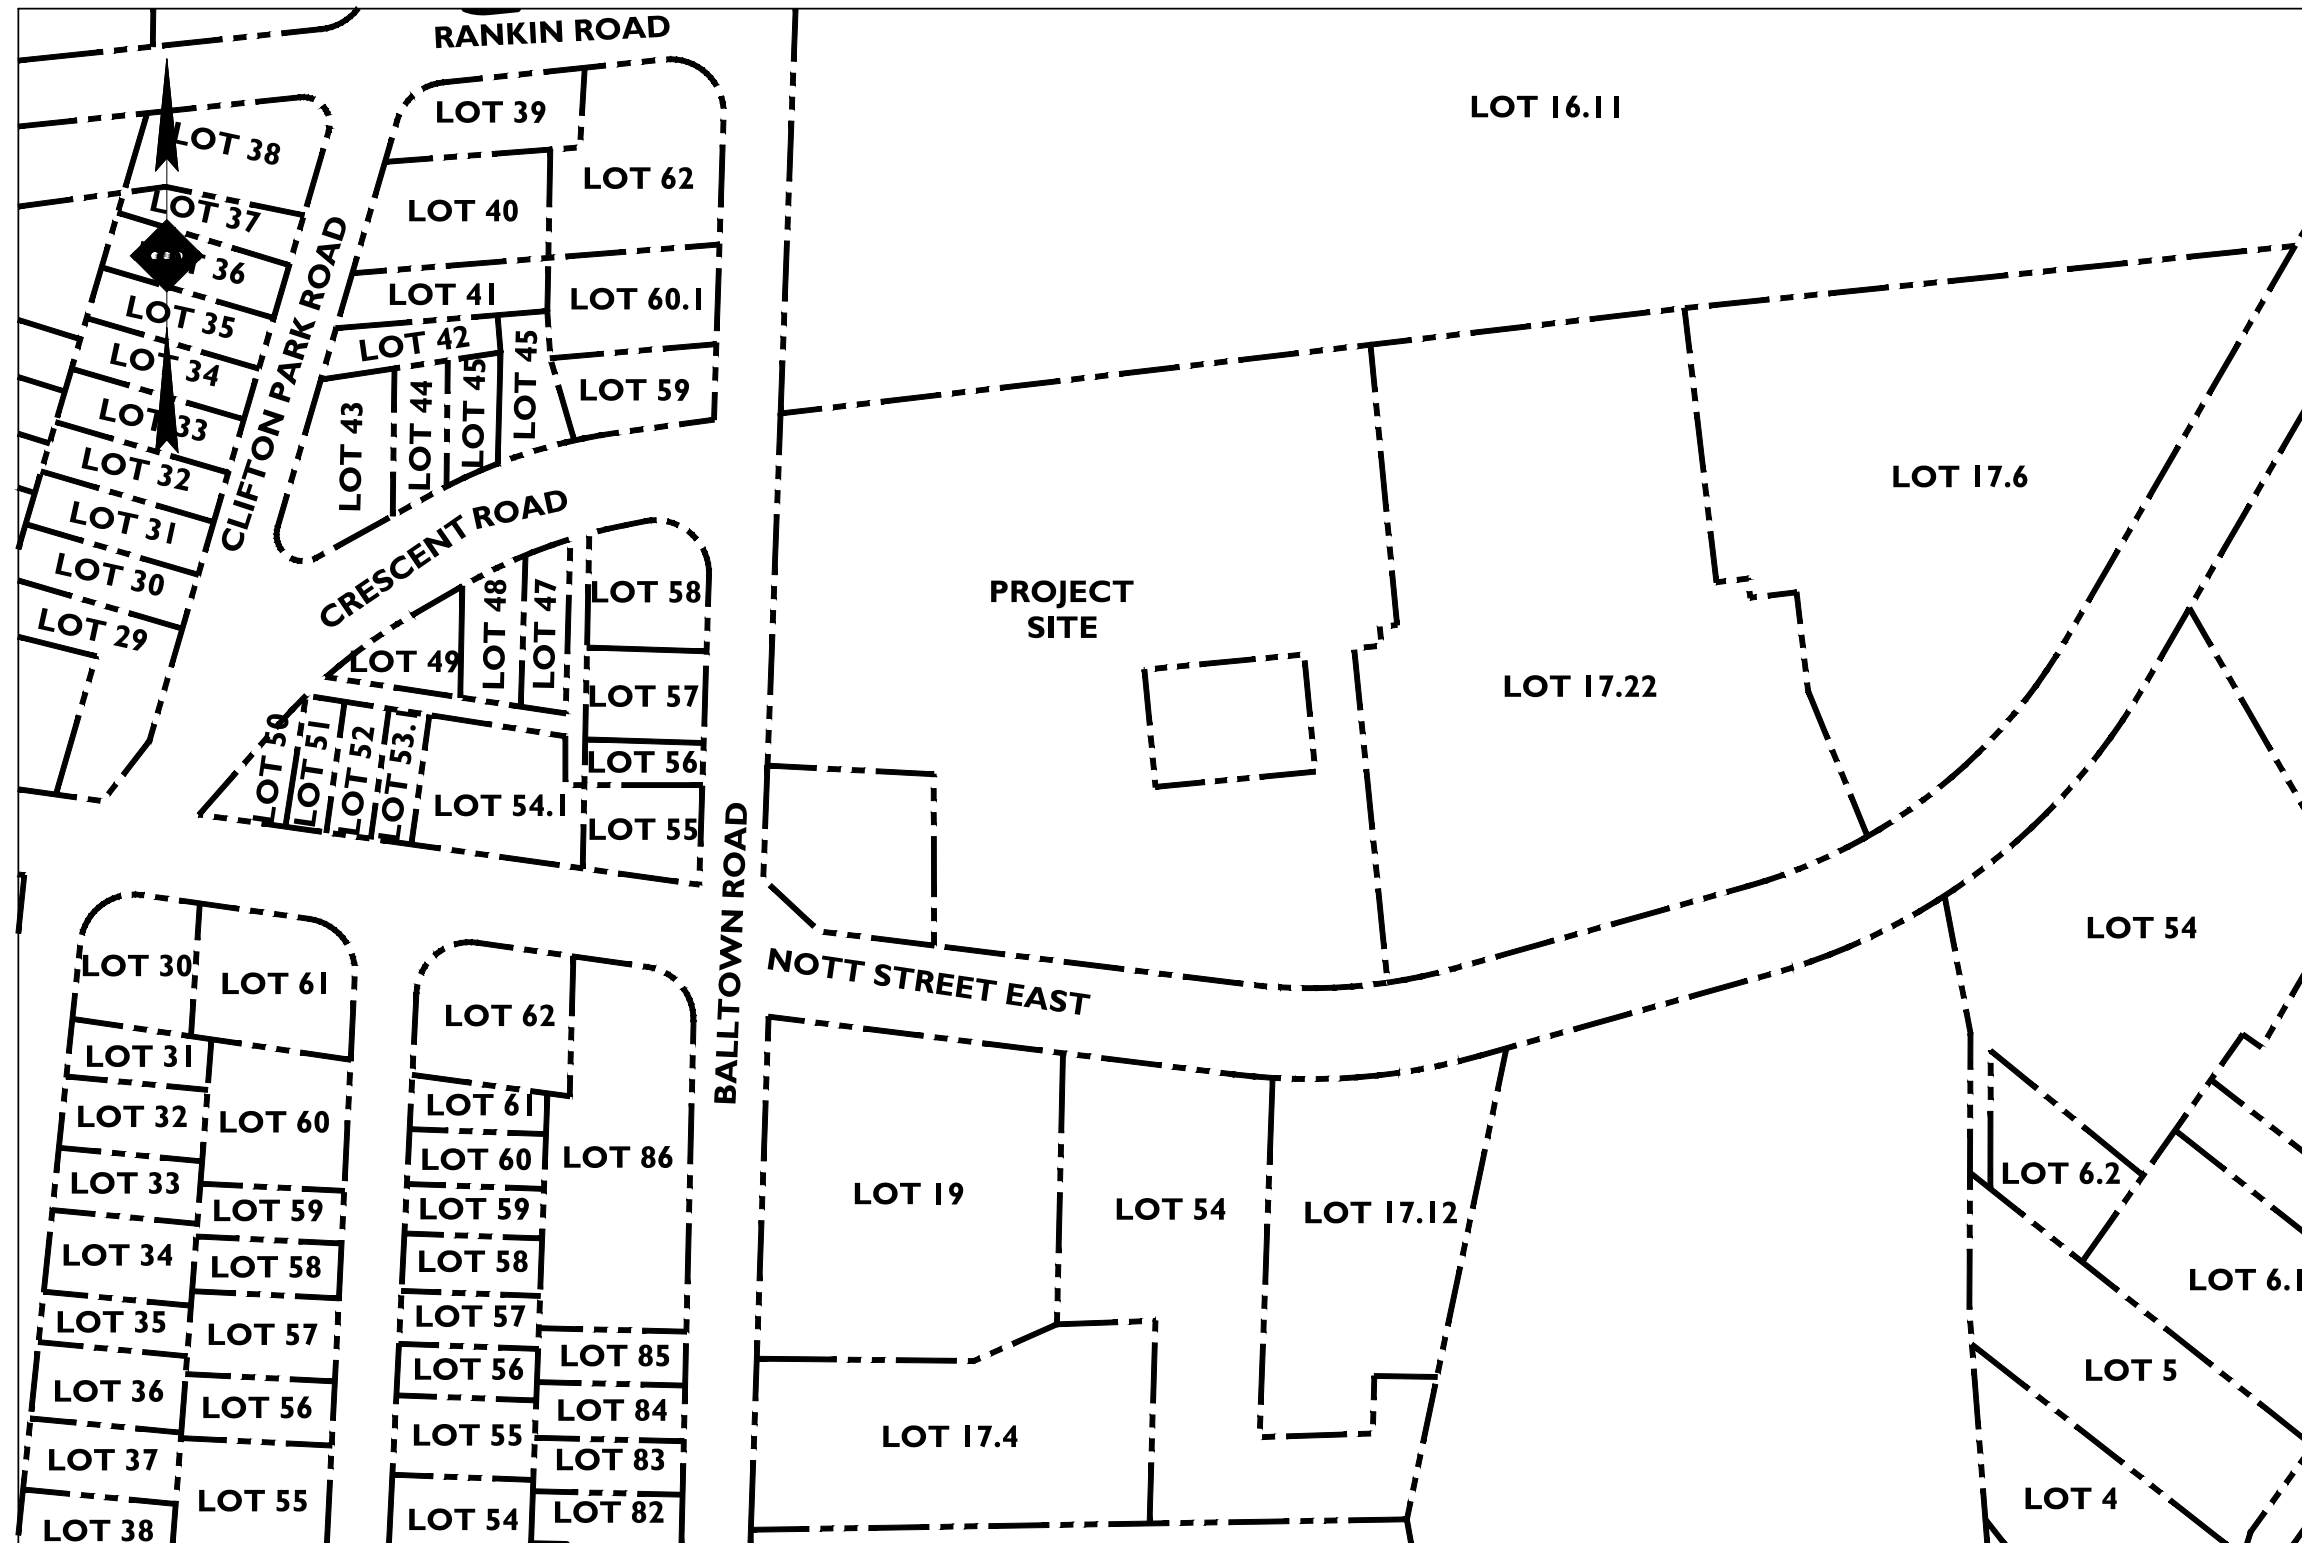 RANKIN ROAD
LOT 16.11
LOT 39
LOT 38
LOT 62
LOT 37
LOT 40
36
LOT 41
LOT 60.1
LOT 35
LOT 42
LOT 45
LOT 45
LOT 34
LOT 59
LOT 44
LOT 43
LOT 33
CLIFTON PARK ROAD
LOT 32
LOT 17.6
LOT 31
CRESCENT ROAD
LOT 30
LOT 58
PROJECT
SITE
LOT 29
LOT 48
LOT 47
LOT 49
LOT 57
LOT 17.22
LOT 50
LOT 51
LOT 52
LOT 53.
LOT 56
LOT 54.1
LOT 55
BALLTOWN ROAD
LOT 54
LOT 30
LOT 61
NOTT STREET EAST
LOT 62
LOT 31
LOT 61
LOT 32
LOT 60
LOT 60
LOT 86
LOT 33
LOT 6.2
LOT 19
LOT 54
LOT 17.12
LOT 59
LOT 59
LOT 34
LOT 58
LOT 58
LOT 6.1
LOT 35
LOT 57
LOT 57
LOT 85
LOT 56
LOT 5
LOT 36
LOT 56
LOT 84
LOT 55
LOT 17.4
LOT 37
LOT 83
LOT 55
LOT 4
LOT 82
LOT 54
LOT 38